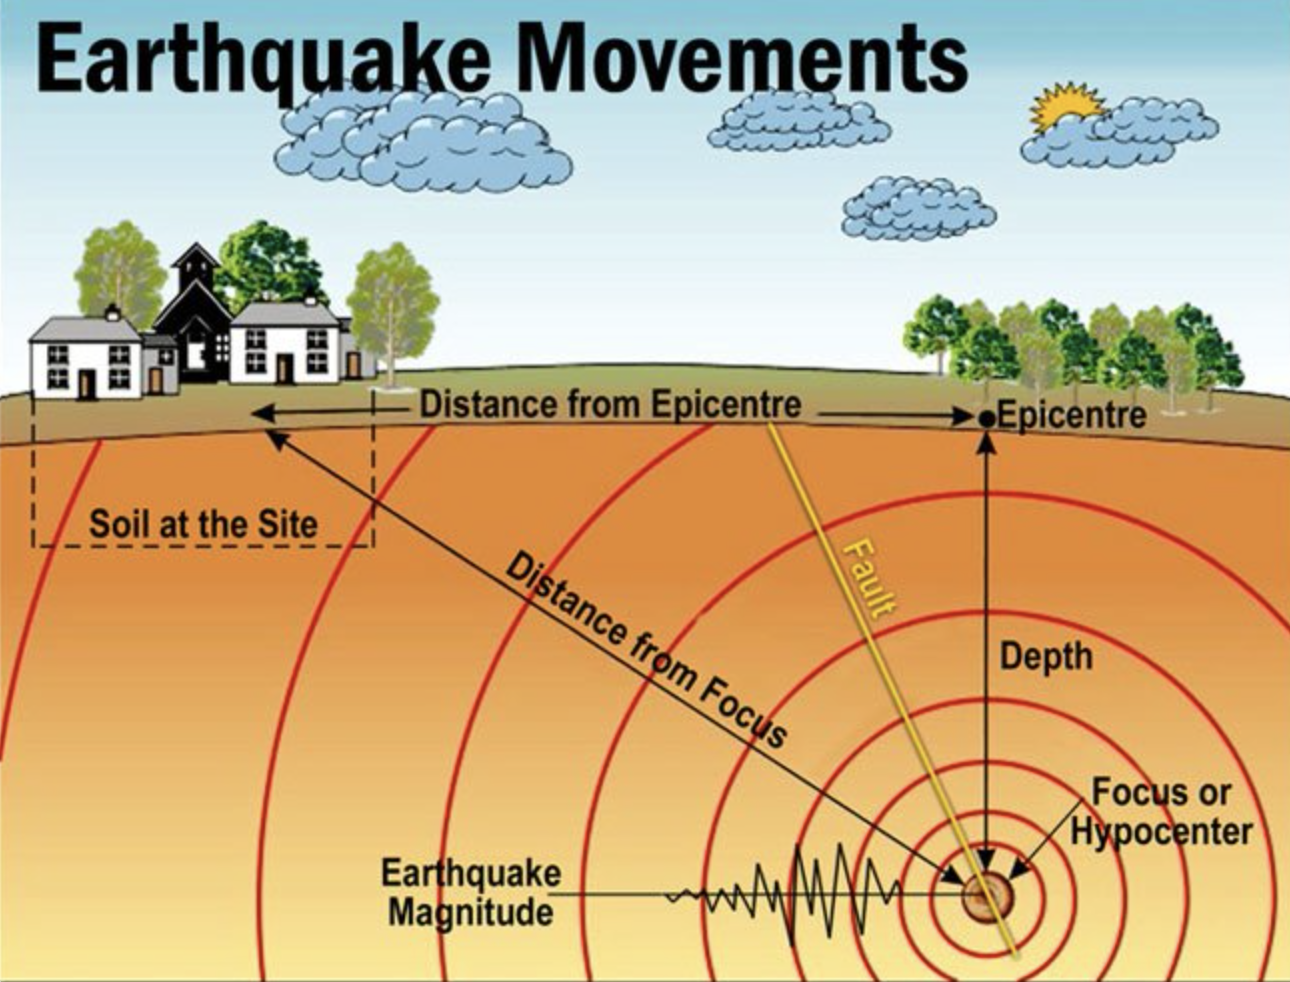 Earthquake Movements
Distance from Epicentre
Epicentre
Soil at the Site
Distance from Focus
Fault
Depth
Focus or
Hypocenter
Earthquake
Magnitude